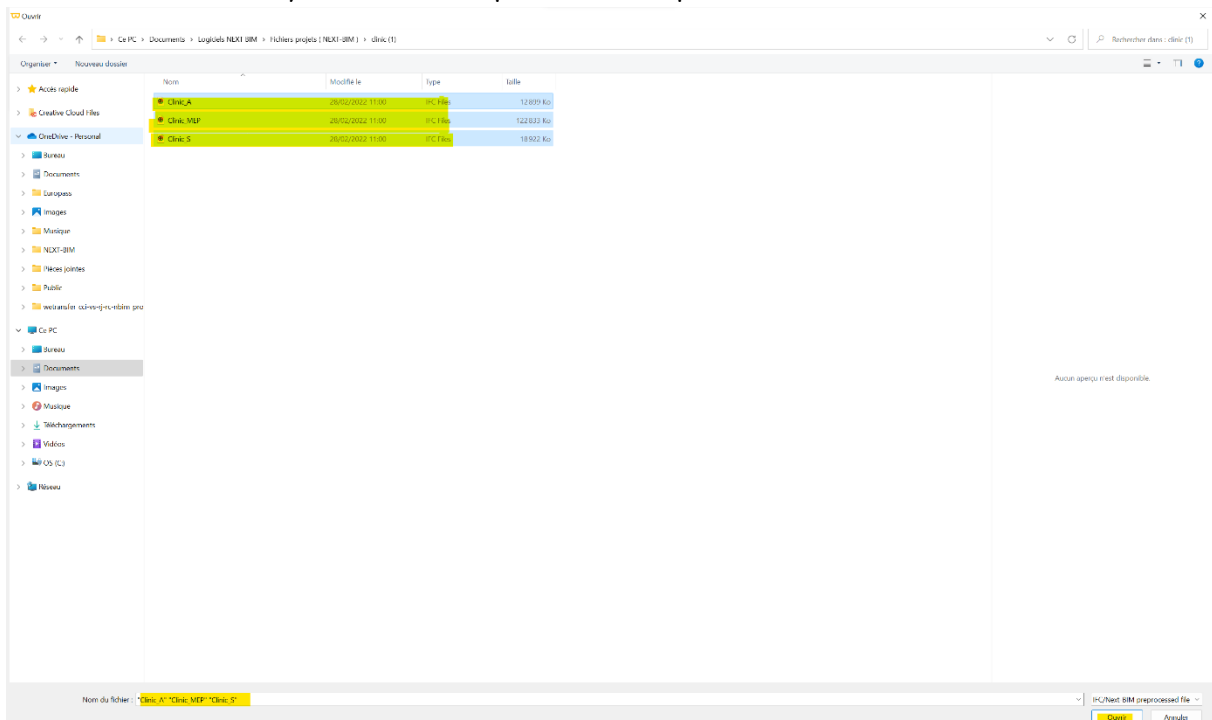 Ouvrir
Ce PC > Documents > Logiciels NEXT BIM > Fichiers projets ( NEXT-BIM ) > clinic (1)
Rechercher dans : clinic (1)
Organiser
Nouveau dossier
Nom Modifié le Type Taille
Clinic_A 28/02/2022 11:00 IFC Files 12 899 Ko
Clinic_MEP 28/02/2022 11:00 IFC Files 122 833 Ko
Clinic_S 28/02/2022 11:00 IFC Files 18 922 Ko
Accès rapide
Creative Cloud Files
OneDrive - Personal
Bureau
Documents
Europass
Images
Musique
NEXT-BIM
Pièces jointes
Public
Ce PC
Bureau
Documents
Images
Musique
Téléchargements
Vidéos
OS (C:)
Réseau
Aucun aperçu n'est disponible.
Nom du fichier : "Clinic_A" "Clinic_MEP" "Clinic_S"
IFC/Next BIM preprocessed file
Ouvrir
Annuler